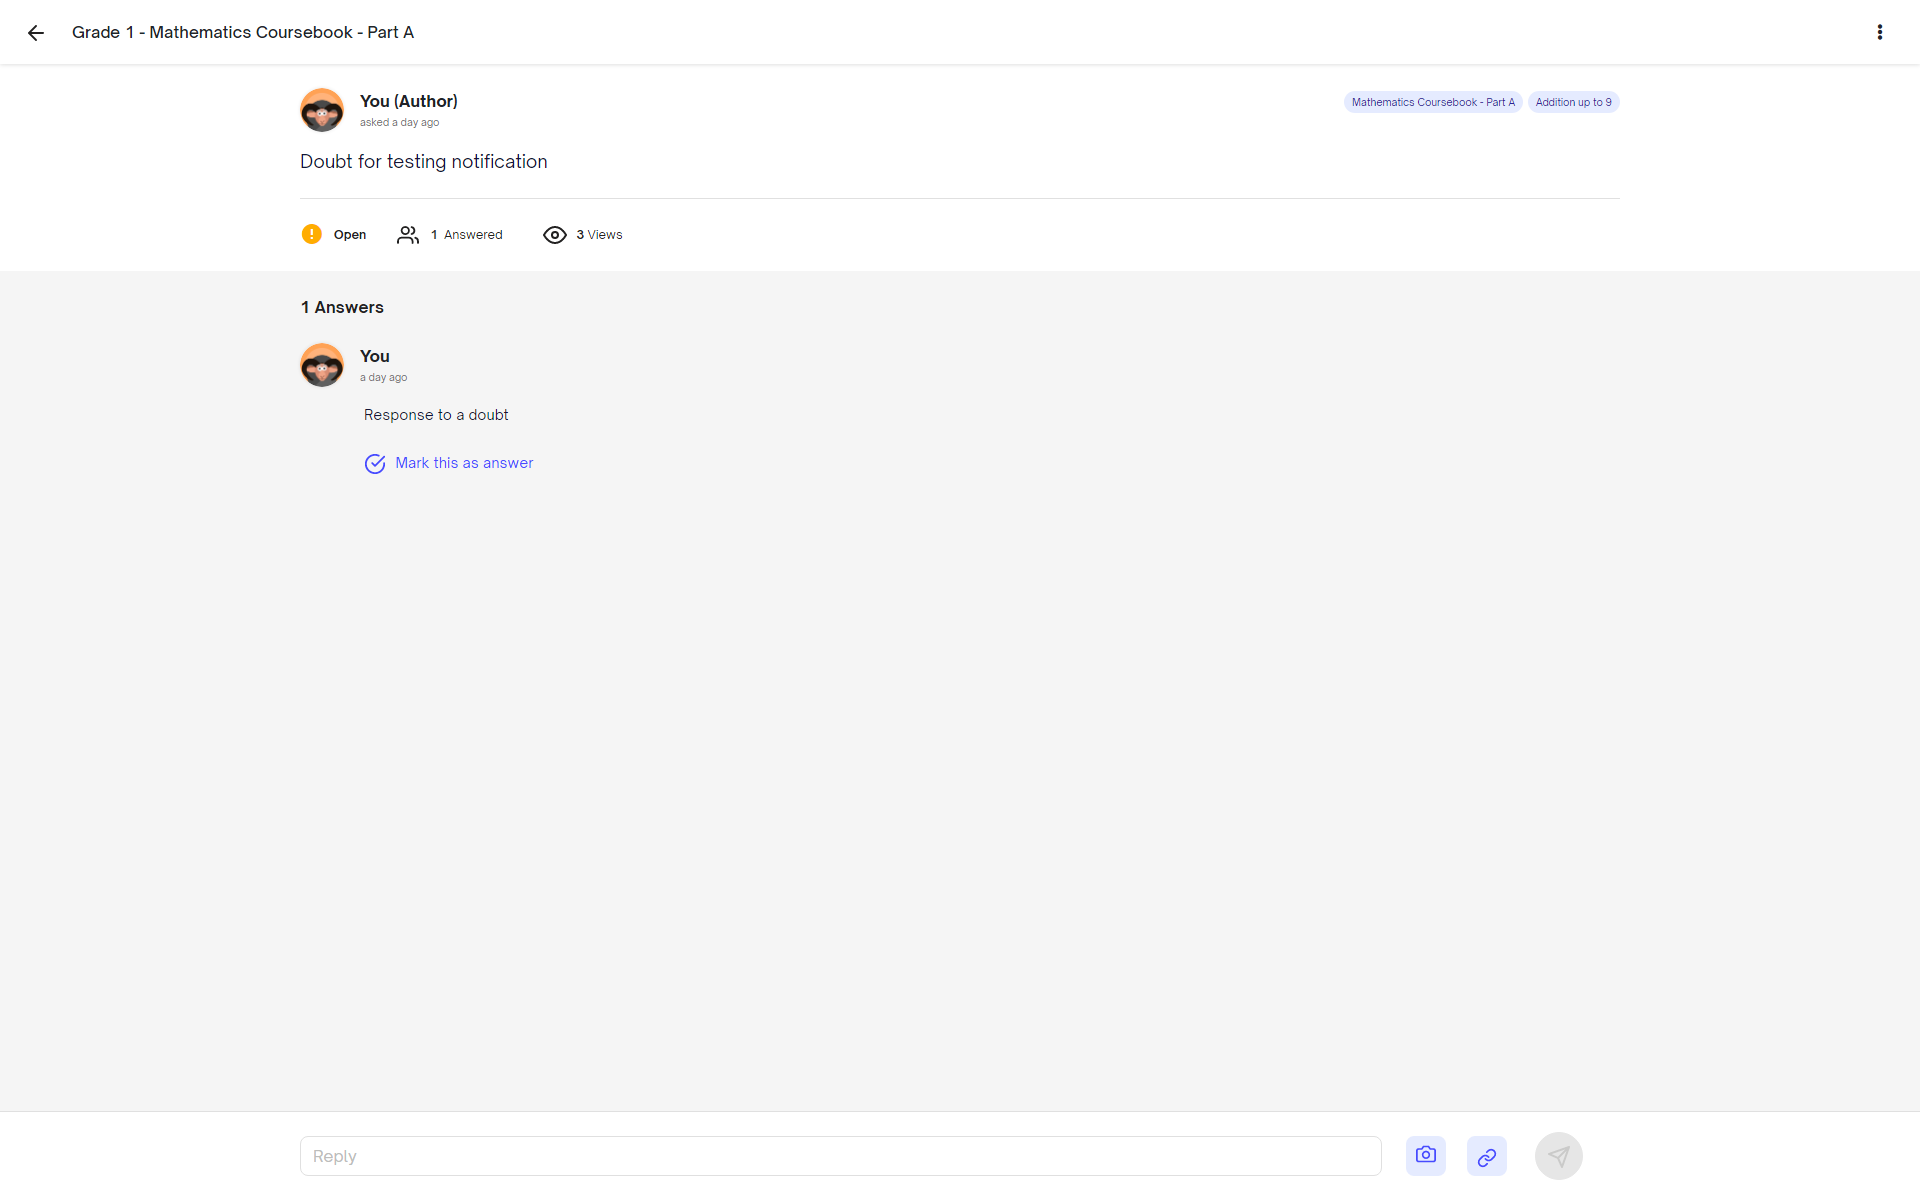 Grade 1 - Mathematics Coursebook - Part A
You (Author)
asked a day ago
Mathematics Coursebook - Part A
Addition up to 9
Doubt for testing notification
Open
1 Answered
3 Views
1 Answers
You
a day ago
Response to a doubt
Mark this as answer
Reply